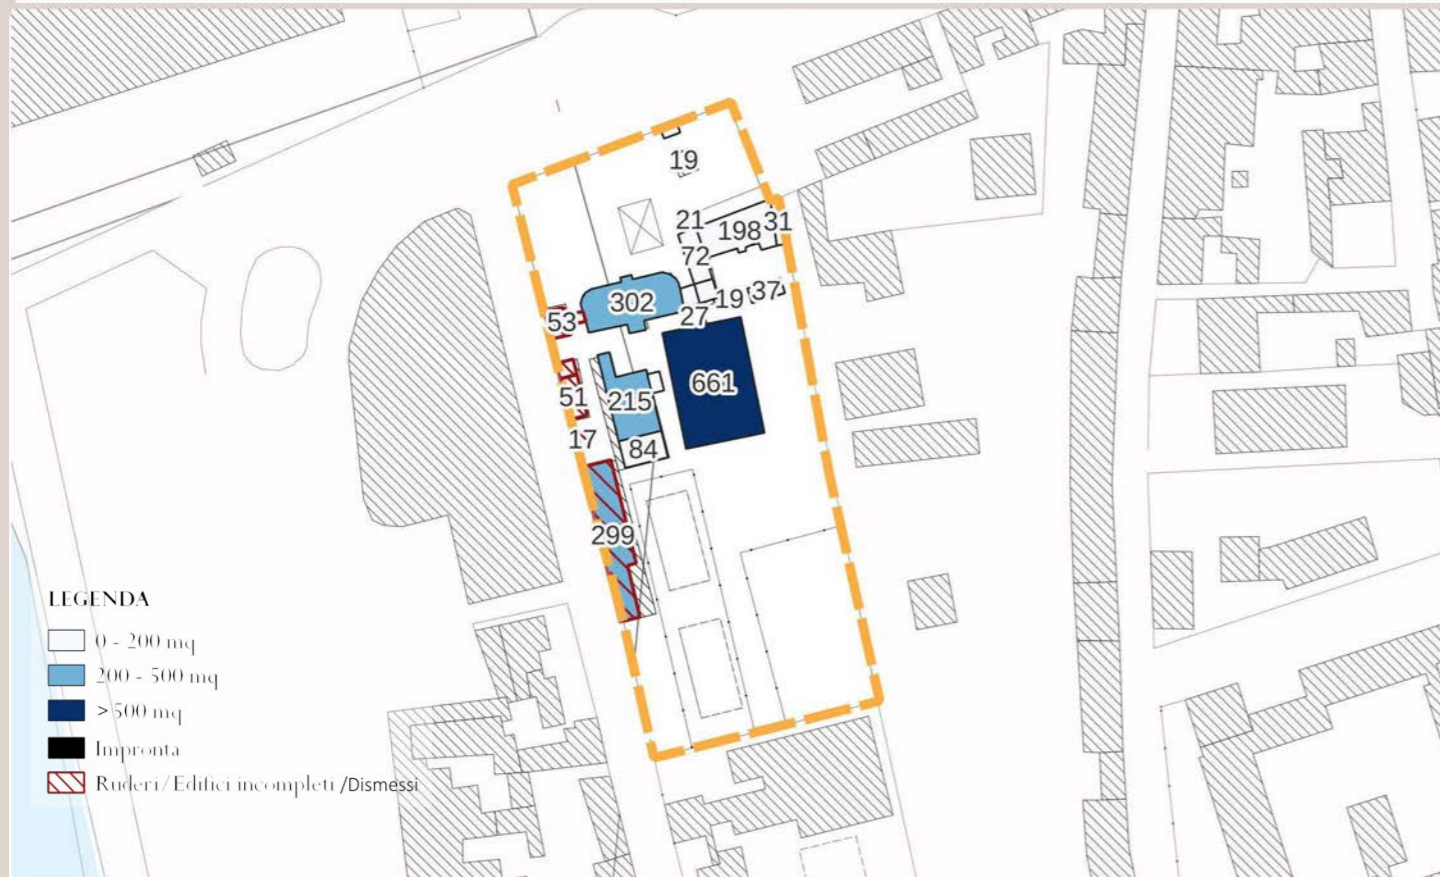 19
21
198
31
72
302
19
37
27
53
661
51
215
17
84
299
LEGENDA
0 - 200 mq
200 - 500 mq
> 500 mq
Impronta
Ruderi/Edifici incompleti /Dismessi